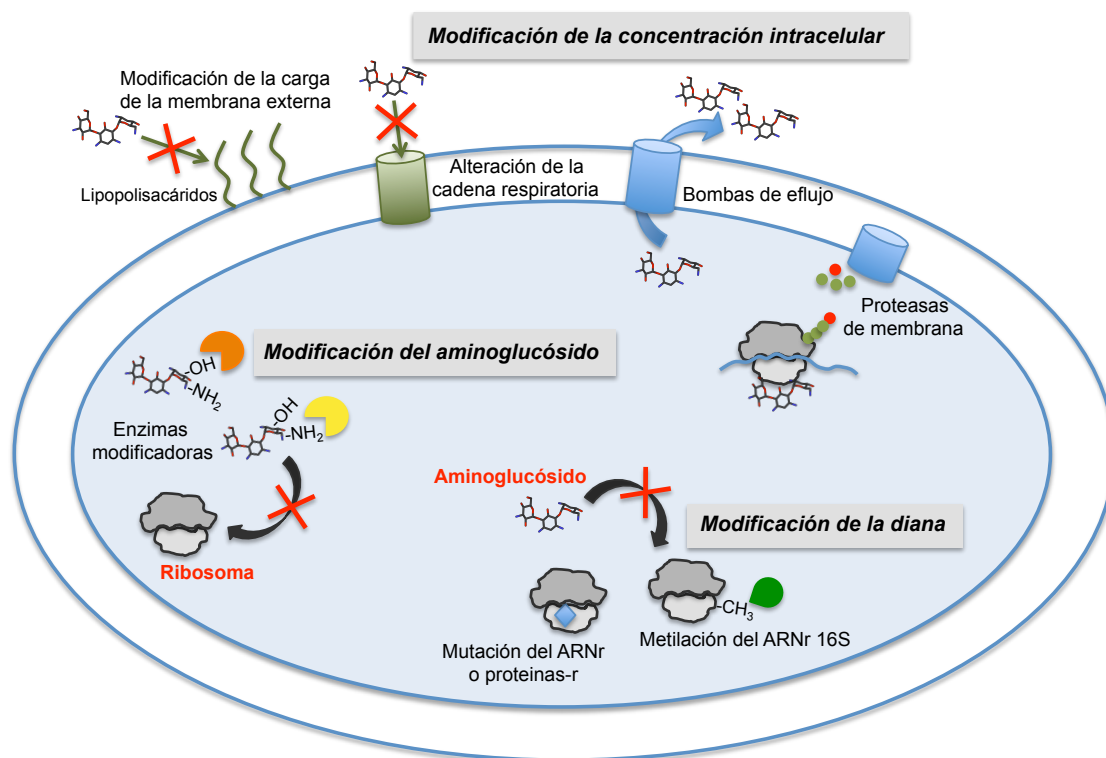 Modificación de la concentración intracelular
Modificación de la carga
de la membrana externa
Lipopolisacáridos
Alteración de la
cadena respiratoria
Bombas de eflujo
Proteasas
de membrana
Modificación del aminoglucósido
-OH
-NH2
-OH
-NH2
Enzimas
modificadoras
Ribosoma
Aminoglucósido
Modificación de la diana
-CH3
Mutación del ARNr
o proteinas-r
Metilación del ARNr 16S